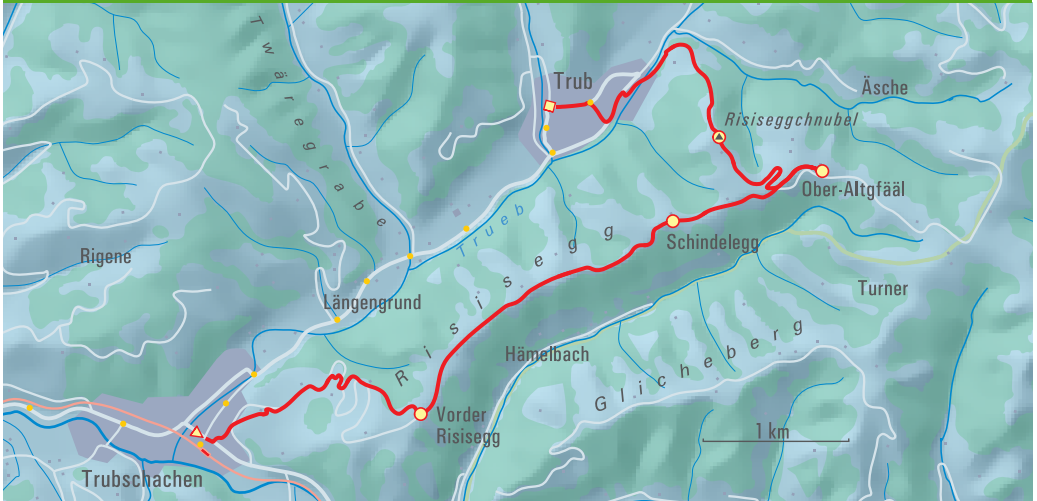 Twäregrabe
Trub
Äsche
Risiseggchnubel
Ober-Altgfääl
Trueb
Schindelegg
Rigene
Risisegg
Turner
Längengrund
Hämelbach
Glicheberg
Vorder
Risisegg
1 km
Trubschachen